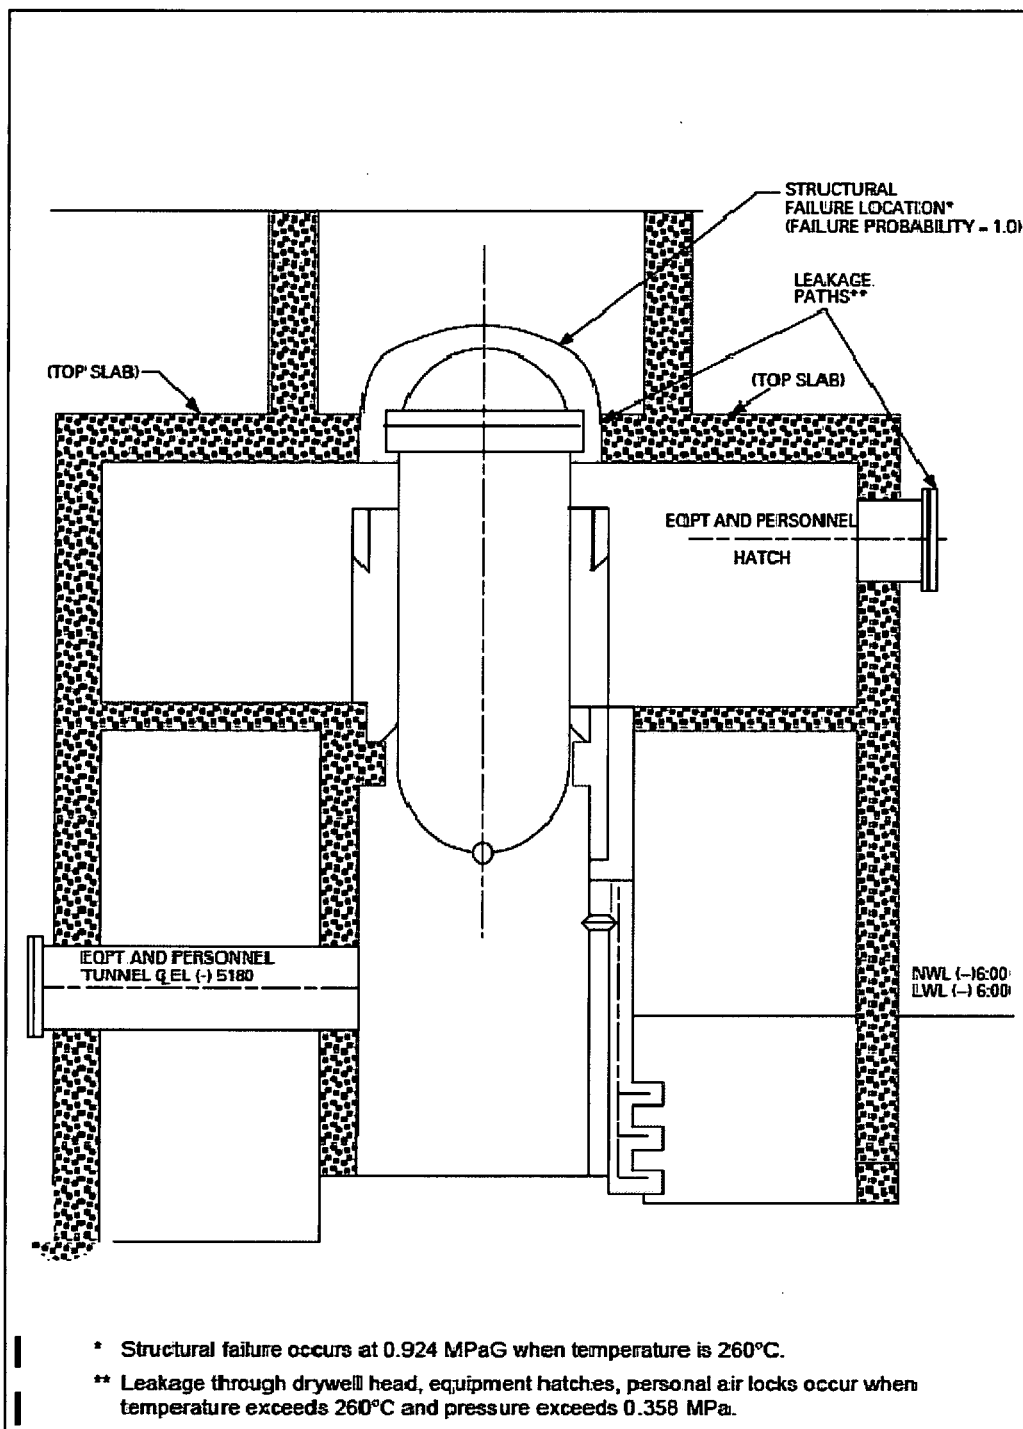 STRUCTURAL
FAILURE LOCATION*
(FAILURE PROBABILITY = 1.0)
LEAKAGE
PATHS**
(TOP SLAB)
(TOP SLAB)
EQPT AND PERSONNEL
HATCH
EQPT AND PERSONNEL
TUNNEL ℄ EL (-) 5180
NWL (-)6:00
LWL (-) 6:00
* Structural failure occurs at 0.924 MPaG when temperature is 260°C.
** Leakage through drywell head, equipment hatches, personal air locks occur when
temperature exceeds 260°C and pressure exceeds 0.358 MPa.